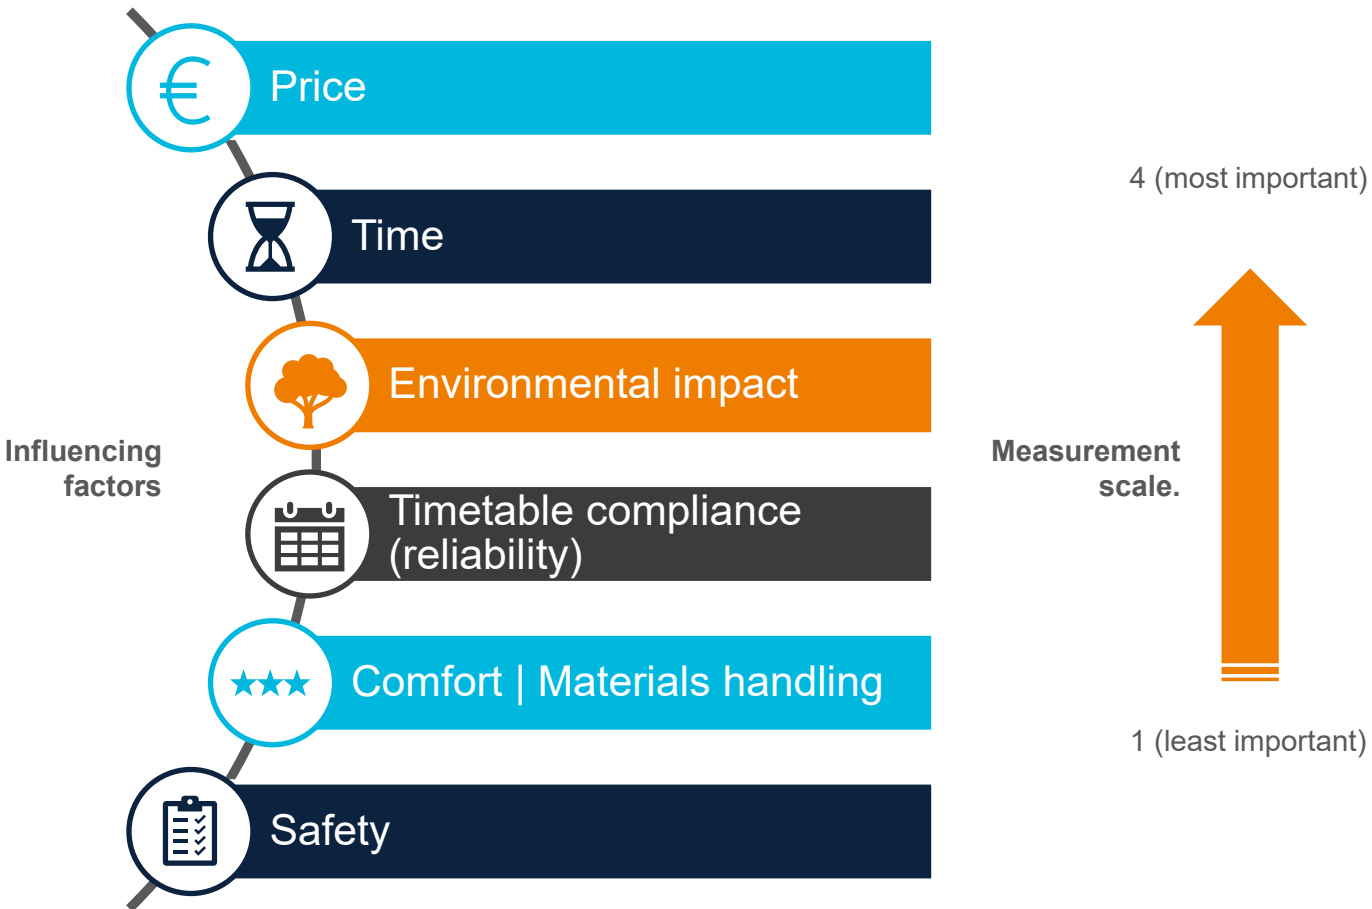 Price
Time
Environmental impact
Timetable compliance
(reliability)
Comfort | Materials handling
Safety
Influencing
factors
4 (most important)
Measurement
scale.
1 (least important)